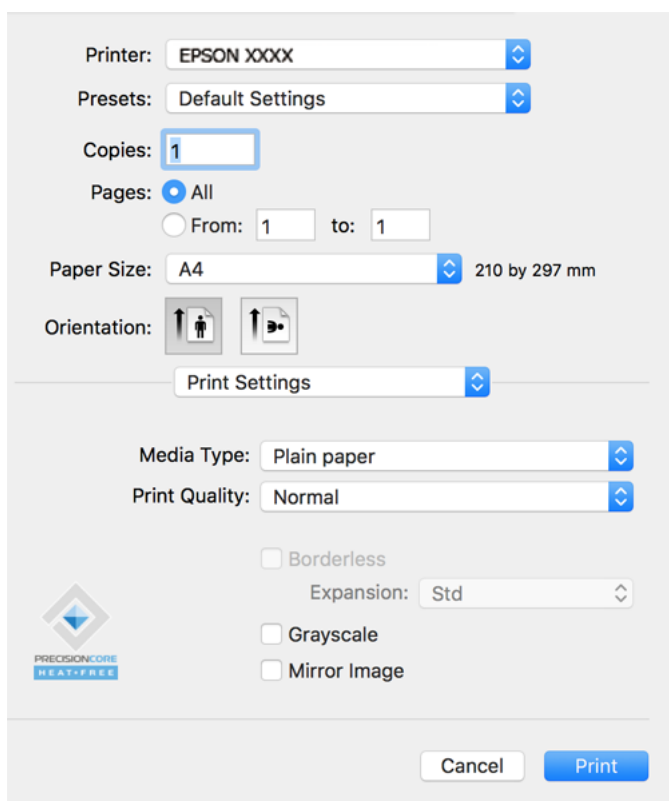 Printer: EPSON XXXX
Presets: Default Settings
Copies: 1
Pages: All
From: 1 to: 1
Paper Size: A4 210 by 297 mm
Orientation:
Print Settings
Media Type: Plain paper
Print Quality: Normal
Borderless
Expansion: Std
Grayscale
PRECISIONCORE
HEAT•FREE
Mirror Image
Cancel Print